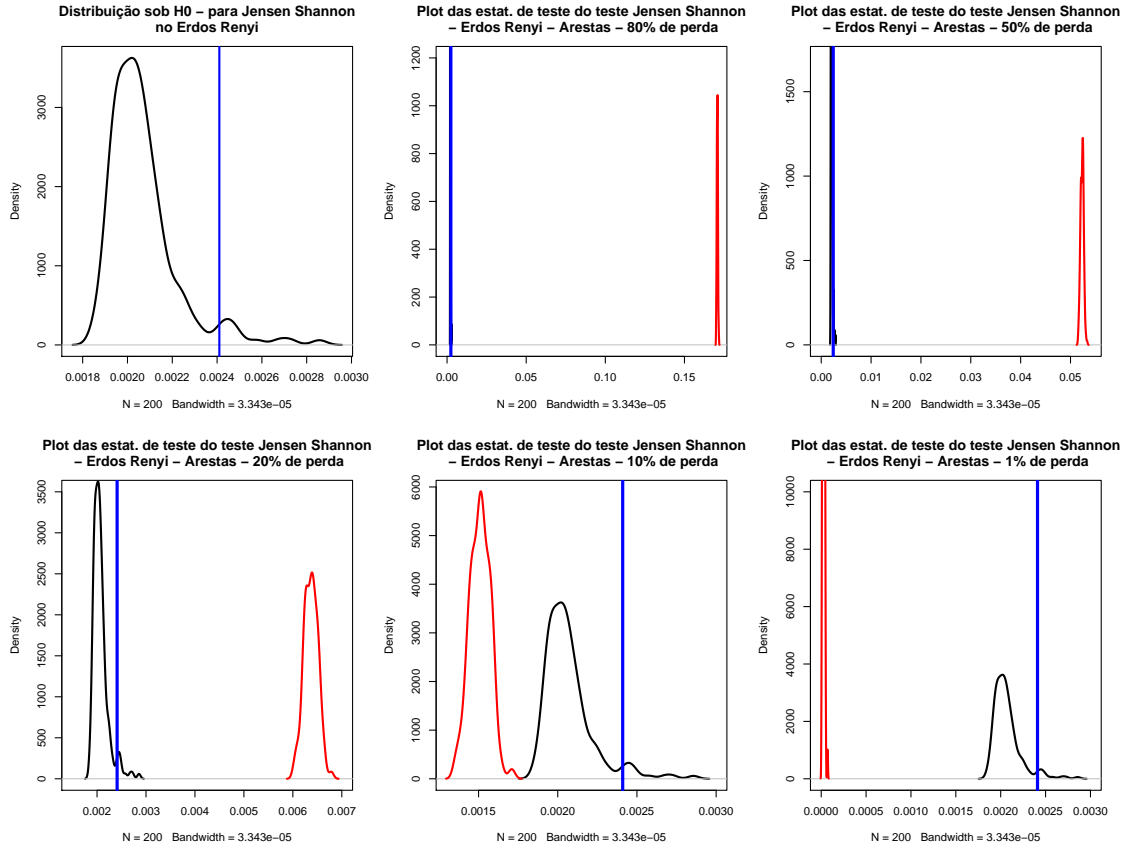 Distribuição sob H0 − para Jensen Shannon
no Erdos Renyi
Density
0 1000 2000 3000
0.0018 0.0020 0.0022 0.0024 0.0026 0.0028 0.0030
N = 200 Bandwidth = 3.343e−05
Plot das estat. de teste do teste Jensen Shannon
− Erdos Renyi − Arestas − 80% de perda
Density
0 200 400 600 800 1000 1200
0.00 0.05 0.10 0.15
N = 200 Bandwidth = 3.343e−05
Plot das estat. de teste do teste Jensen Shannon
− Erdos Renyi − Arestas − 50% de perda
Density
0 500 1000 1500
0.00 0.01 0.02 0.03 0.04 0.05
N = 200 Bandwidth = 3.343e−05
Plot das estat. de teste do teste Jensen Shannon
− Erdos Renyi − Arestas − 20% de perda
Density
0 500 1000 1500 2000 2500 3000 3500
0.002 0.003 0.004 0.005 0.006 0.007
N = 200 Bandwidth = 3.343e−05
Plot das estat. de teste do teste Jensen Shannon
− Erdos Renyi − Arestas − 10% de perda
Density
0 1000 2000 3000 4000 5000 6000
0.0015 0.0020 0.0025 0.0030
N = 200 Bandwidth = 3.343e−05
Plot das estat. de teste do teste Jensen Shannon
− Erdos Renyi − Arestas − 1% de perda
Density
0 2000 4000 6000 8000 10000
0.0000 0.0005 0.0010 0.0015 0.0020 0.0025 0.0030
N = 200 Bandwidth = 3.343e−05